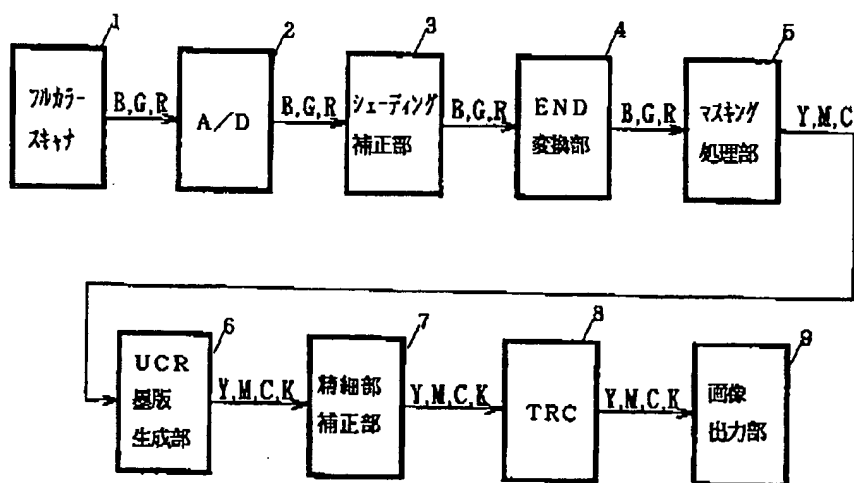 1
フルカラー
スキャナ
B,G,R
2
A/D
B,G,R
3
シェーディング
補正部
B,G,R
4
END
変換部
B,G,R
5
マスキング
処理部
Y,M,C
6
UCR
墨版
生成部
Y,M,C,K
7
精細部
補正部
Y,M,C,K
8
TRC
Y,M,C,K
9
画像
出力部